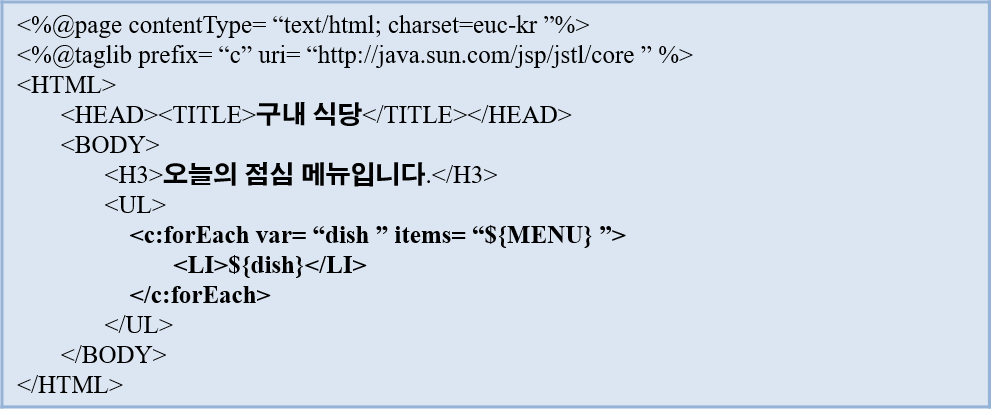 <%@page contentType= “text/html; charset=euc-kr ”%>
<%@taglib prefix= “c” uri= “http://java.sun.com/jsp/jstl/core ” %>
<HTML>
<HEAD><TITLE>구내 식당</TITLE></HEAD>
<BODY>
<H3>오늘의 점심 메뉴입니다.</H3>
<UL>
<c:forEach var= “dish ” items= “${MENU} ”>
<LI>${dish}</LI>
</c:forEach>
</UL>
</BODY>
</HTML>